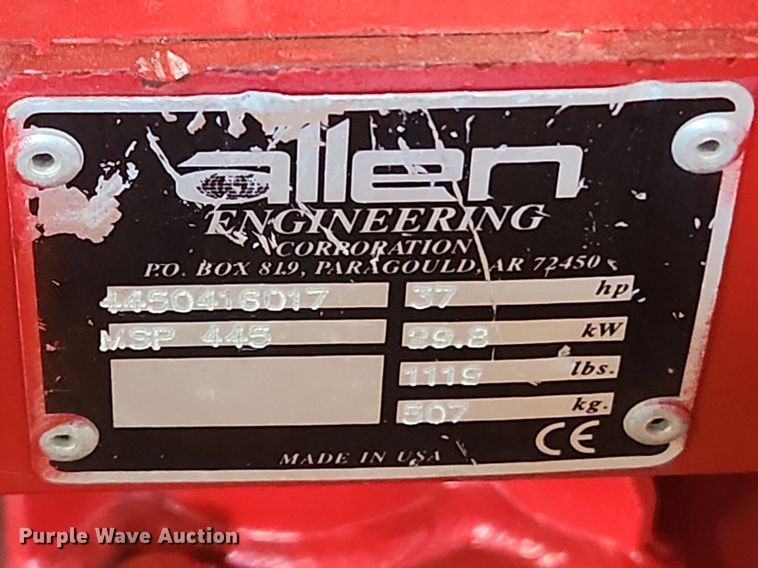 allen
ENGINEERING
CORPORATION
P.O. BOX 819, PARAGOULD, AR 72450
4450416017 37 hp
MSP 445 29.8 kW
1119 lbs.
507 kg.
CE
MADE IN USA
Purple Wave Auction